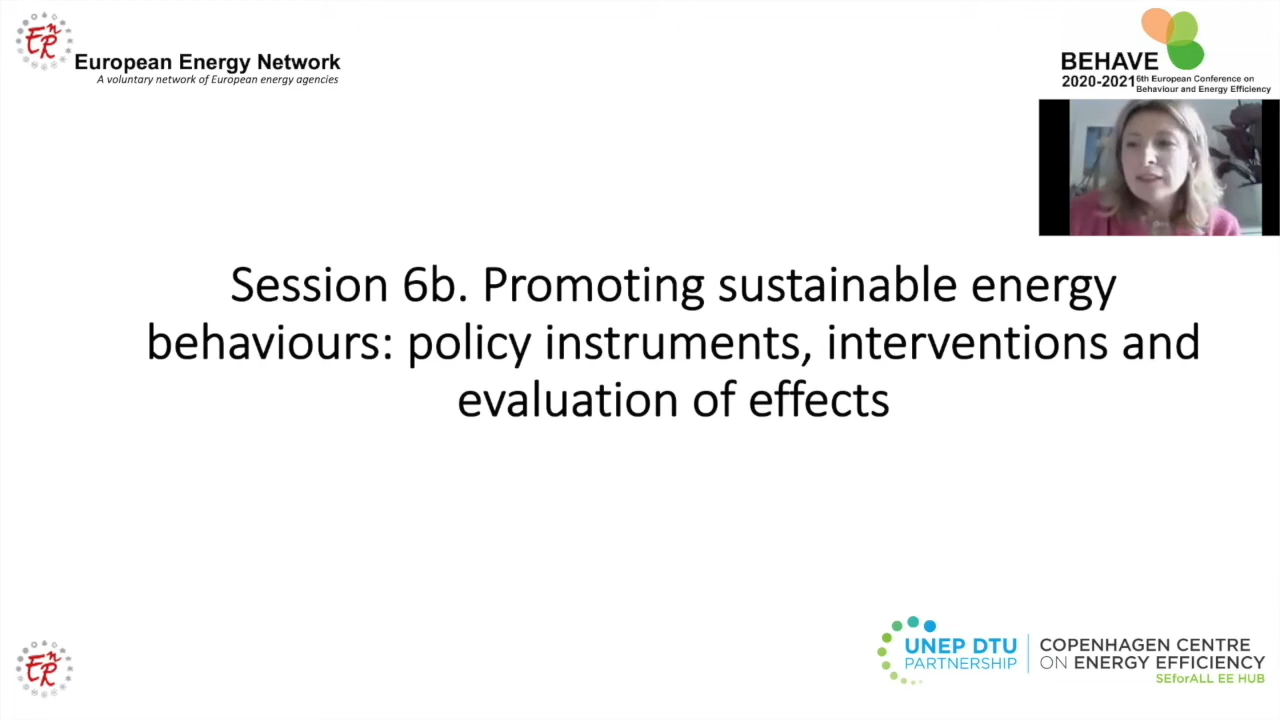 EnR
European Energy Network
A voluntary network of European energy agencies
BEHAVE
2020-2021
6th European Conference on
Behaviour and Energy Efficiency
Session 6b. Promoting sustainable energy
behaviours: policy instruments, interventions and
evaluation of effects
EnR
UNEP DTU
PARTNERSHIP
COPENHAGEN CENTRE
ON ENERGY EFFICIENCY
SEforALL EE HUB